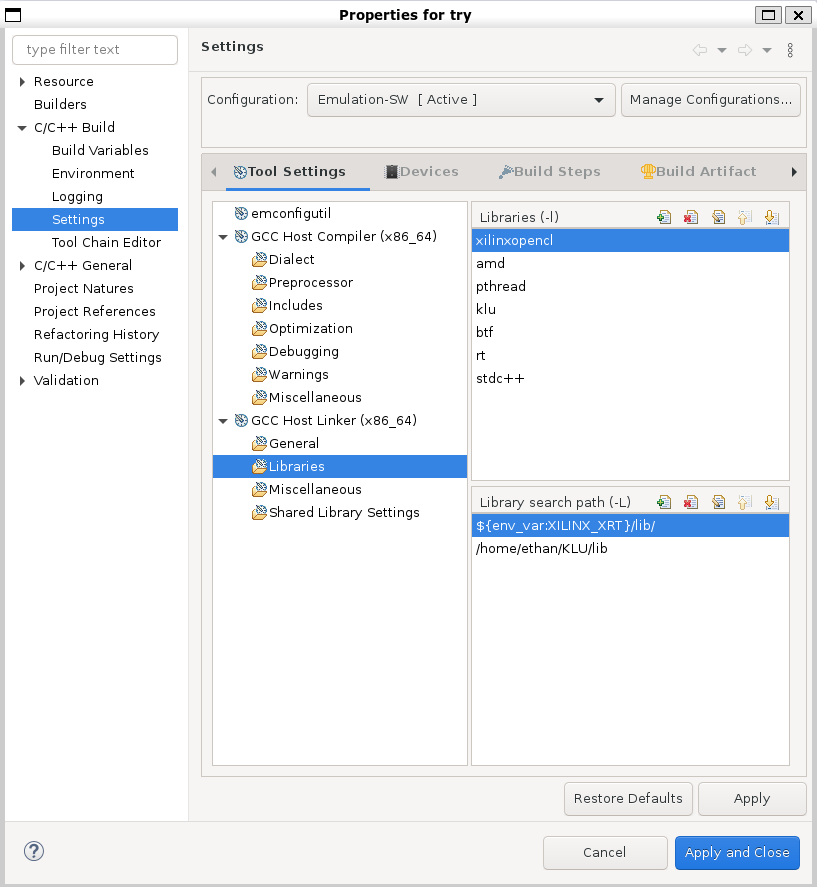 Properties for try
type filter text
Resource
Builders
C/C++ Build
Build Variables
Environment
Logging
Settings
Tool Chain Editor
C/C++ General
Project Natures
Project References
Refactoring History
Run/Debug Settings
Validation
Settings
Configuration: Emulation-SW [ Active ] Manage Configurations...
Tool Settings Devices Build Steps Build Artifact
emconfigutil
GCC Host Compiler (x86_64)
Dialect
Preprocessor
Includes
Optimization
Debugging
Warnings
Miscellaneous
GCC Host Linker (x86_64)
General
Libraries
Miscellaneous
Shared Library Settings
Libraries (-l)
xilinxopencl
amd
pthread
klu
btf
rt
stdc++
Library search path (-L)
${env_var:XILINX_XRT}/lib/
/home/ethan/KLU/lib
Restore Defaults Apply
? Cancel Apply and Close